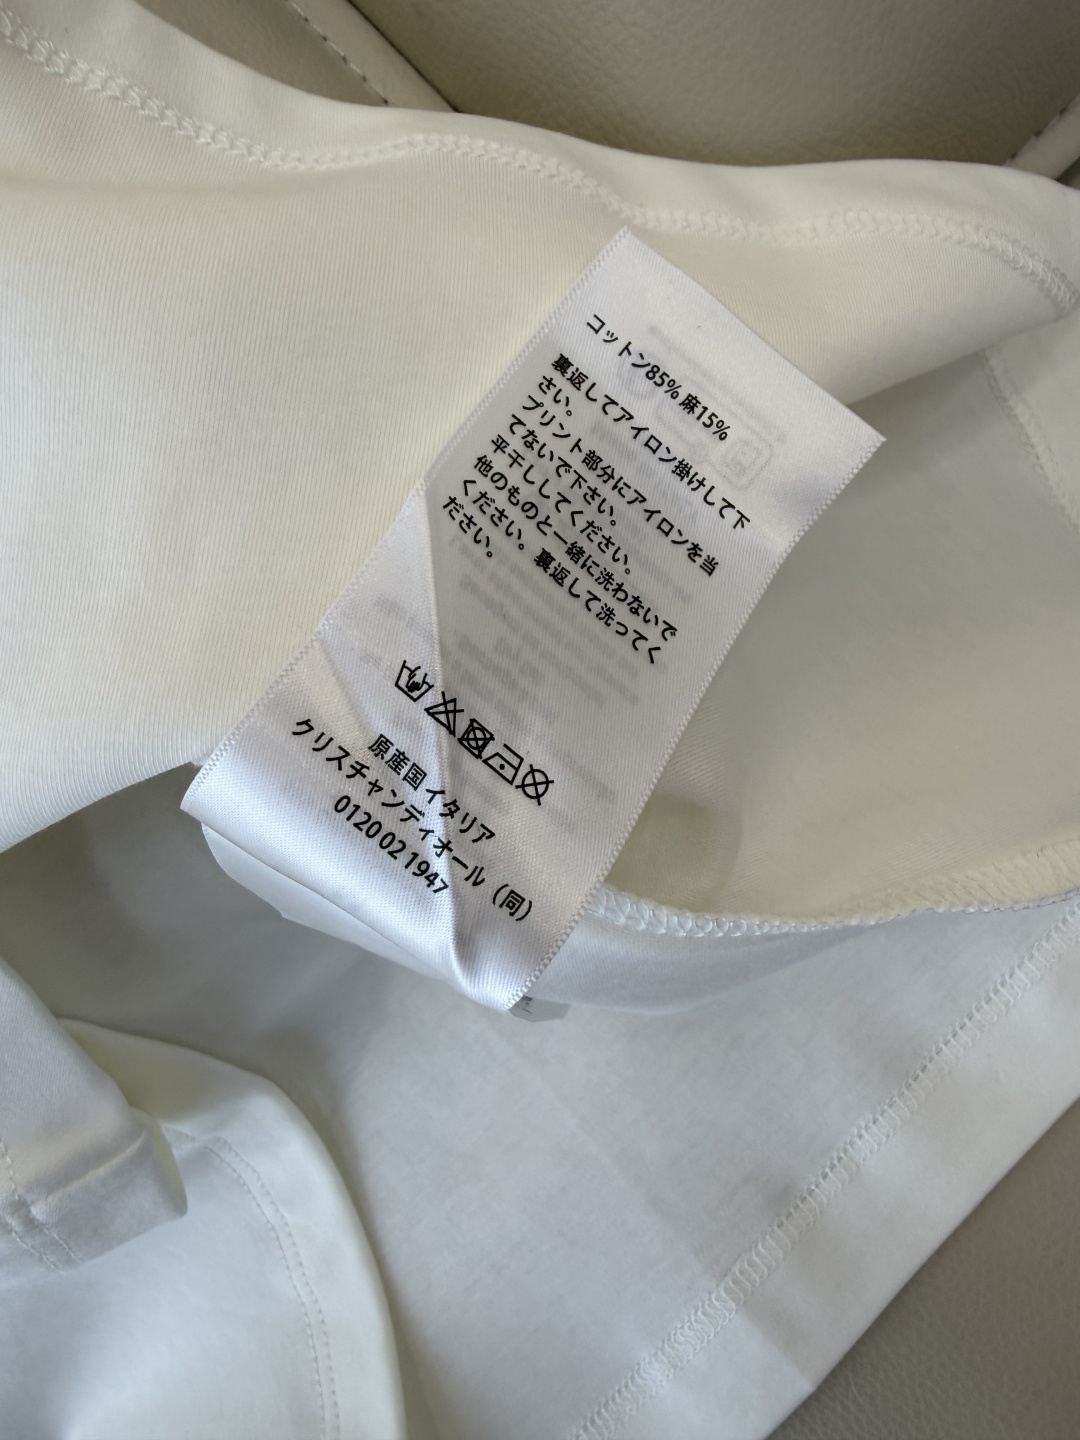 コットン85% 麻15%
裏返してアイロン掛けして下
さい。
プリント部分にアイロンを当
てないで下さい。
平干ししてください。
他のものと一緒に洗わないで
ください。裏返して洗ってく
ださい。
原産国 イタリア
クリスチャンディオール（同）
0120 02 1947